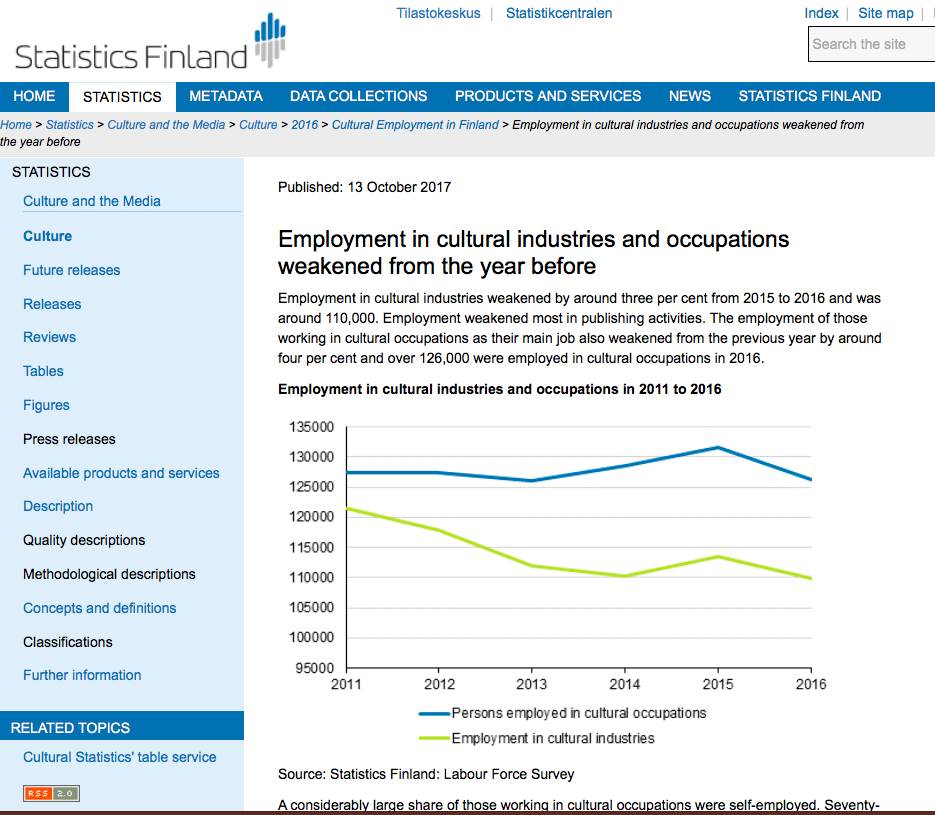 Tilastokeskus | Statistikcentralen
Index | Site map |
Statistics Finland
Search the site
HOME STATISTICS METADATA DATA COLLECTIONS PRODUCTS AND SERVICES NEWS STATISTICS FINLAND
Home > Statistics > Culture and the Media > Culture > 2016 > Cultural Employment in Finland > Employment in cultural industries and occupations weakened from
the year before
STATISTICS
Culture and the Media
Culture
Future releases
Releases
Reviews
Tables
Figures
Press releases
Available products and services
Description
Quality descriptions
Methodological descriptions
Concepts and definitions
Classifications
Further information
RELATED TOPICS
Cultural Statistics' table service
RSS 2.0
Published: 13 October 2017
Employment in cultural industries and occupations
weakened from the year before
Employment in cultural industries weakened by around three per cent from 2015 to 2016 and was
around 110,000. Employment weakened most in publishing activities. The employment of those
working in cultural occupations as their main job also weakened from the previous year by around
four per cent and over 126,000 were employed in cultural occupations in 2016.
Employment in cultural industries and occupations in 2011 to 2016
135000
130000
125000
120000
115000
110000
105000
100000
95000
2011 2012 2013 2014 2015 2016
Persons employed in cultural occupations
Employment in cultural industries
Source: Statistics Finland: Labour Force Survey
A considerably large share of those working in cultural occupations were self-employed. Seventy-